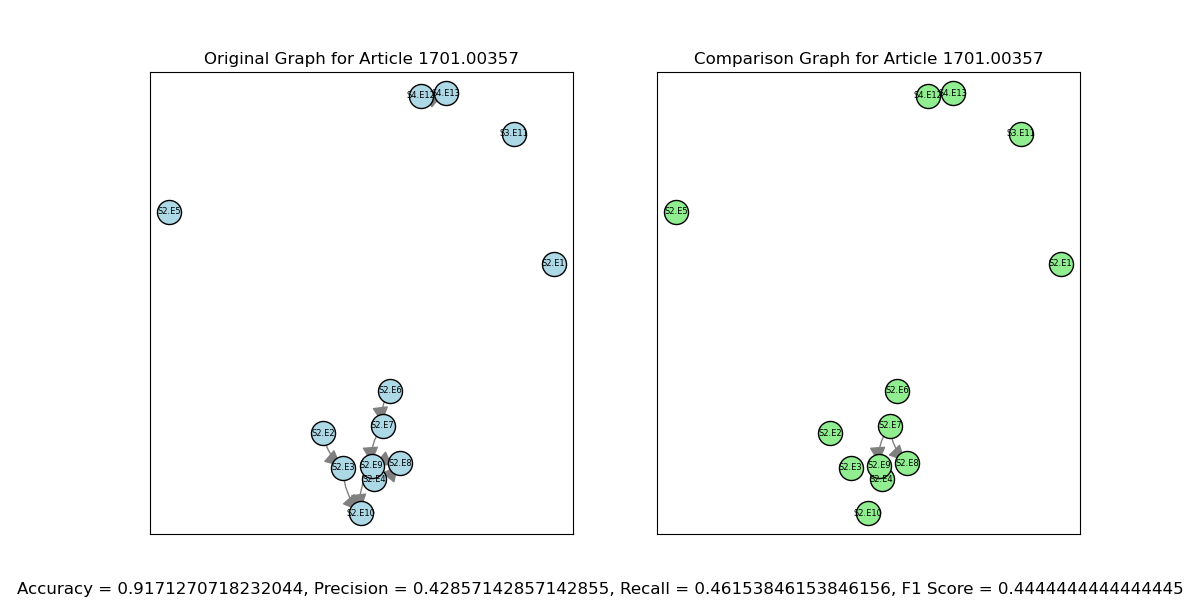 Original Graph for Article 1701.00357
Comparison Graph for Article 1701.00357
S4.E12
S4.E13
S3.E11
S2.E5
S2.E1
S2.E6
S2.E2
S2.E7
S2.E3
S2.E9
S2.E8
S2.E4
S2.E10
S4.E12
S4.E13
S3.E11
S2.E5
S2.E1
S2.E6
S2.E2
S2.E7
S2.E3
S2.E9
S2.E8
S2.E4
S2.E10
Accuracy = 0.9171270718232044, Precision = 0.42857142857142855, Recall = 0.46153846153846156, F1 Score = 0.4444444444444445